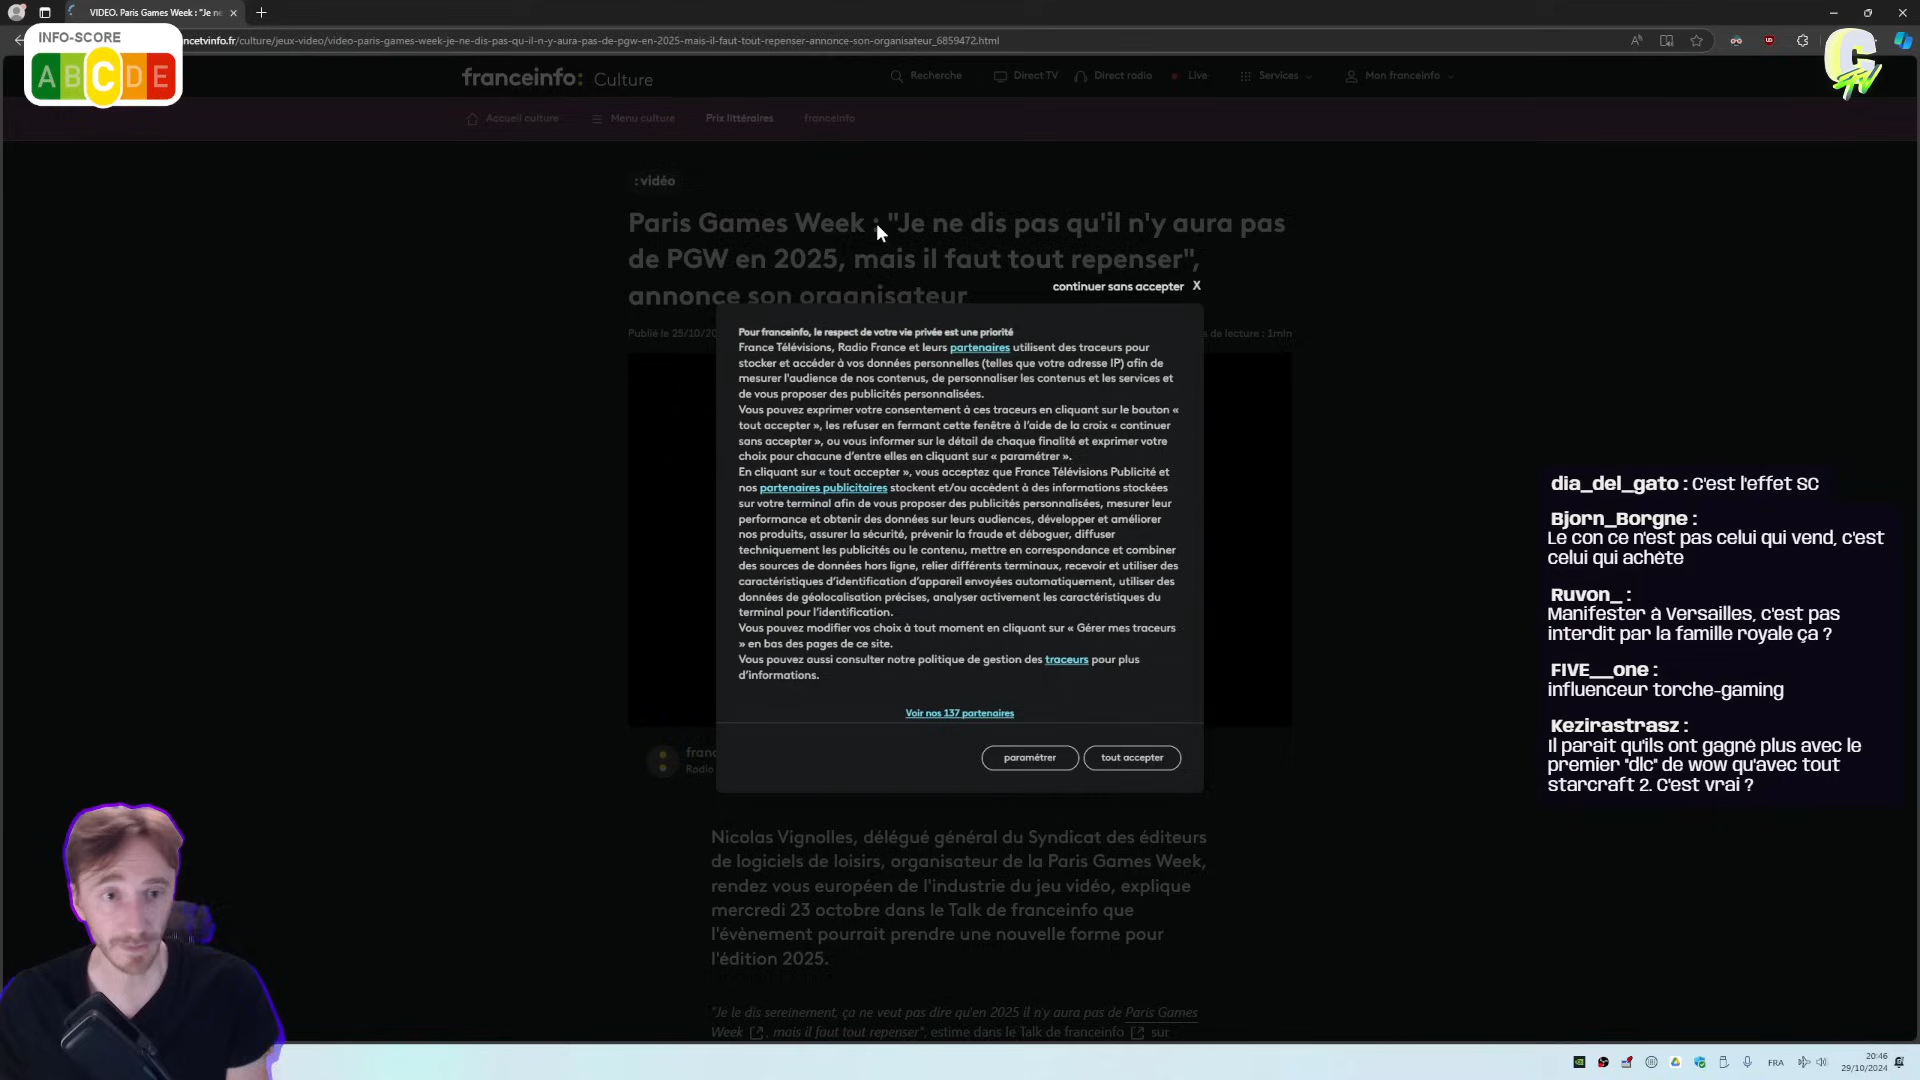 VIDEO. Paris Games Week : "Je ne
INFO-SCORE
A B C D E
ncetvinfo.fr/culture/jeux-video/video-paris-games-week-je-ne-dis-pas-qu-il-n-y-aura-pas-de-pgw-en-2025-mais-il-faut-tout-repenser-annonce-son-organisateur_6859472.html
franceinfo: Culture
Recherche
Direct TV
Direct radio
Live
Services
Mon franceinfo
Accueil culture
Menu culture
Prix littéraires
franceinfo
: vidéo
Paris Games Week : "Je ne dis pas qu'il n'y aura pas
de PGW en 2025, mais il faut tout repenser",
annonce son organisateur
continuer sans accepter X
Publié le 25/10/20
s de lecture : 1min
Pour franceinfo, le respect de votre vie privée est une priorité
France Télévisions, Radio France et leurs partenaires utilisent des traceurs pour
stocker et accéder à vos données personnelles (telles que votre adresse IP) afin de
mesurer l'audience de nos contenus, de personnaliser les contenus et les services et
de vous proposer des publicités personnalisées.
Vous pouvez exprimer votre consentement à ces traceurs en cliquant sur le bouton «
tout accepter », les refuser en fermant cette fenêtre à l'aide de la croix « continuer
sans accepter », ou vous informer sur le détail de chaque finalité et exprimer votre
choix pour chacune d'entre elles en cliquant sur « paramétrer ».
En cliquant sur « tout accepter », vous acceptez que France Télévisions Publicité et
nos partenaires publicitaires stockent et/ou accèdent à des informations stockées
sur votre terminal afin de vous proposer des publicités personnalisées, mesurer leur
performance et obtenir des données sur leurs audiences, développer et améliorer
nos produits, assurer la sécurité, prévenir la fraude et déboguer, diffuser
techniquement les publicités ou le contenu, mettre en correspondance et combiner
des sources de données hors ligne, relier différents terminaux, recevoir et utiliser des
caractéristiques d'identification d'appareil envoyées automatiquement, utiliser des
données de géolocalisation précises, analyser activement les caractéristiques du
terminal pour l'identification.
Vous pouvez modifier vos choix à tout moment en cliquant sur « Gérer mes traceurs
» en bas des pages de ce site.
Vous pouvez aussi consulter notre politique de gestion des traceurs pour plus
d'informations.
Voir nos 137 partenaires
paramétrer
tout accepter
franc
Radio
Nicolas Vignolles, délégué général du Syndicat des éditeurs
de logiciels de loisirs, organisateur de la Paris Games Week,
rendez vous européen de l'industrie du jeu vidéo, explique
mercredi 23 octobre dans le Talk de franceinfo que
l'évènement pourrait prendre une nouvelle forme pour
l'édition 2025.
"Je le dis sereinement, ça ne veut pas dire qu'en 2025 il n'y aura pas de Paris Games
Week , mais il faut tout repenser", estime dans le Talk de franceinfo sur
dia_del_gato : C'est l'effet SC
Bjorn_Borgne :
Le con ce n'est pas celui qui vend, c'est
celui qui achète
Ruvon_ :
Manifester à Versailles, c'est pas
interdit par la famille royale ça ?
FIVE__one :
influenceur torche-gaming
Kezirastrasz :
Il parait qu'ils ont gagné plus avec le
premier "dlc" de wow qu'avec tout
starcraft 2. C'est vrai ?
FRA
20:46
29/10/2024